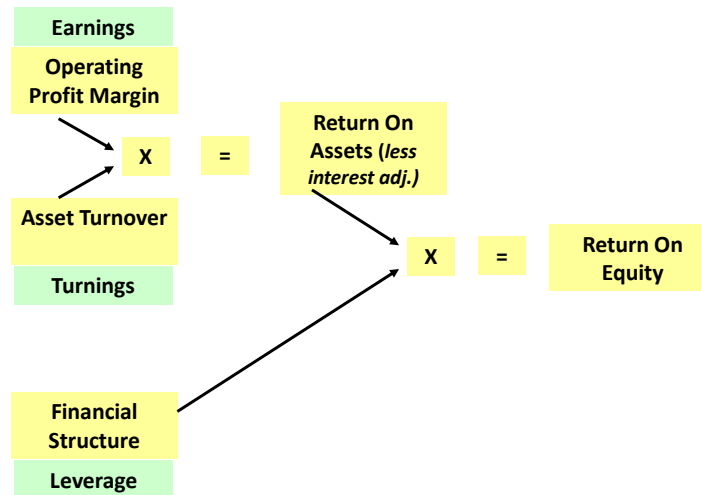 Earnings
Operating
Profit Margin
X
=
Return On
Assets (less
interest adj.)
Asset Turnover
Turnings
X
=
Return On
Equity
Financial
Structure
Leverage